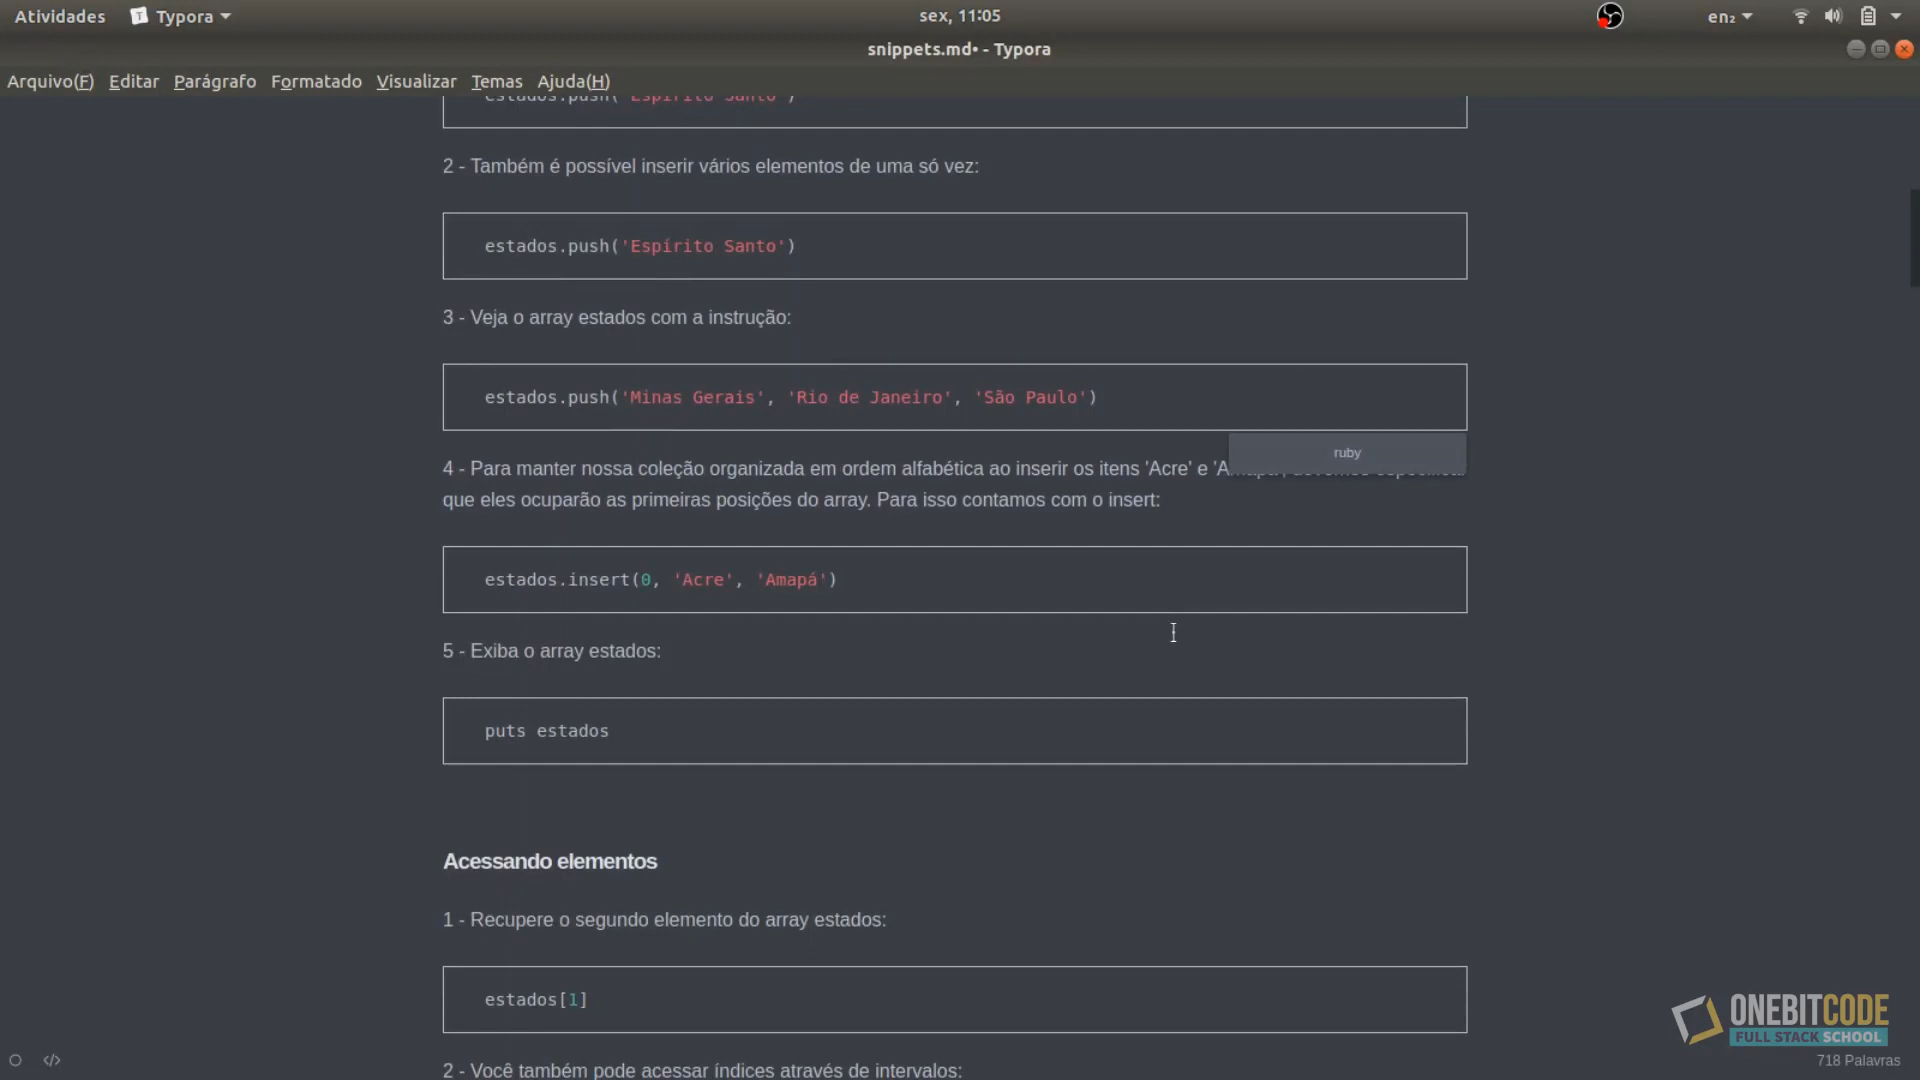 Atividades
Typora
sex, 11:05
en₂
snippets.md• - Typora
Arquivo(F) Editar Parágrafo Formatado Visualizar Temas Ajuda(H)
estados.push('Espírito Santo')
2 - Também é possível inserir vários elementos de uma só vez:
estados.push('Espírito Santo')
3 - Veja o array estados com a instrução:
estados.push('Minas Gerais', 'Rio de Janeiro', 'São Paulo')
ruby
4 - Para manter nossa coleção organizada em ordem alfabética ao inserir os itens 'Acre' e
que eles ocuparão as primeiras posições do array. Para isso contamos com o insert:
estados.insert(0, 'Acre', 'Amapá')
5 - Exiba o array estados:
puts estados
Acessando elementos
1 - Recupere o segundo elemento do array estados:
estados[1]
2 - Você também pode acessar índices através de intervalos:
ONEBITCODE
FULL STACK SCHOOL
718 Palavras